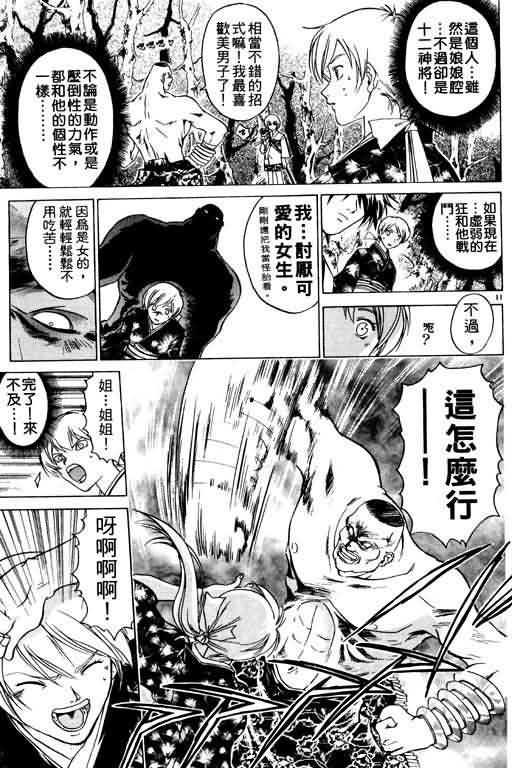 這個人…雖
然是娘娘腔
…不過卻是
十二神將！
相當不錯的招
式嘛！我最喜
歡美男子了！
不論是動作或是
壓倒性的力氣，
都和他的個性不
一樣……
如果現在
…虛弱的
狂和他戰
鬥…
11
我…討厭可
愛的女生。
剛剛還把我當怪胎看。
因為是女的，
就輕輕鬆鬆不
用吃苦……
不過，
呃？
這怎麼行
——！
姐…姐姐！
完了！來
不及…！
呀啊啊啊！